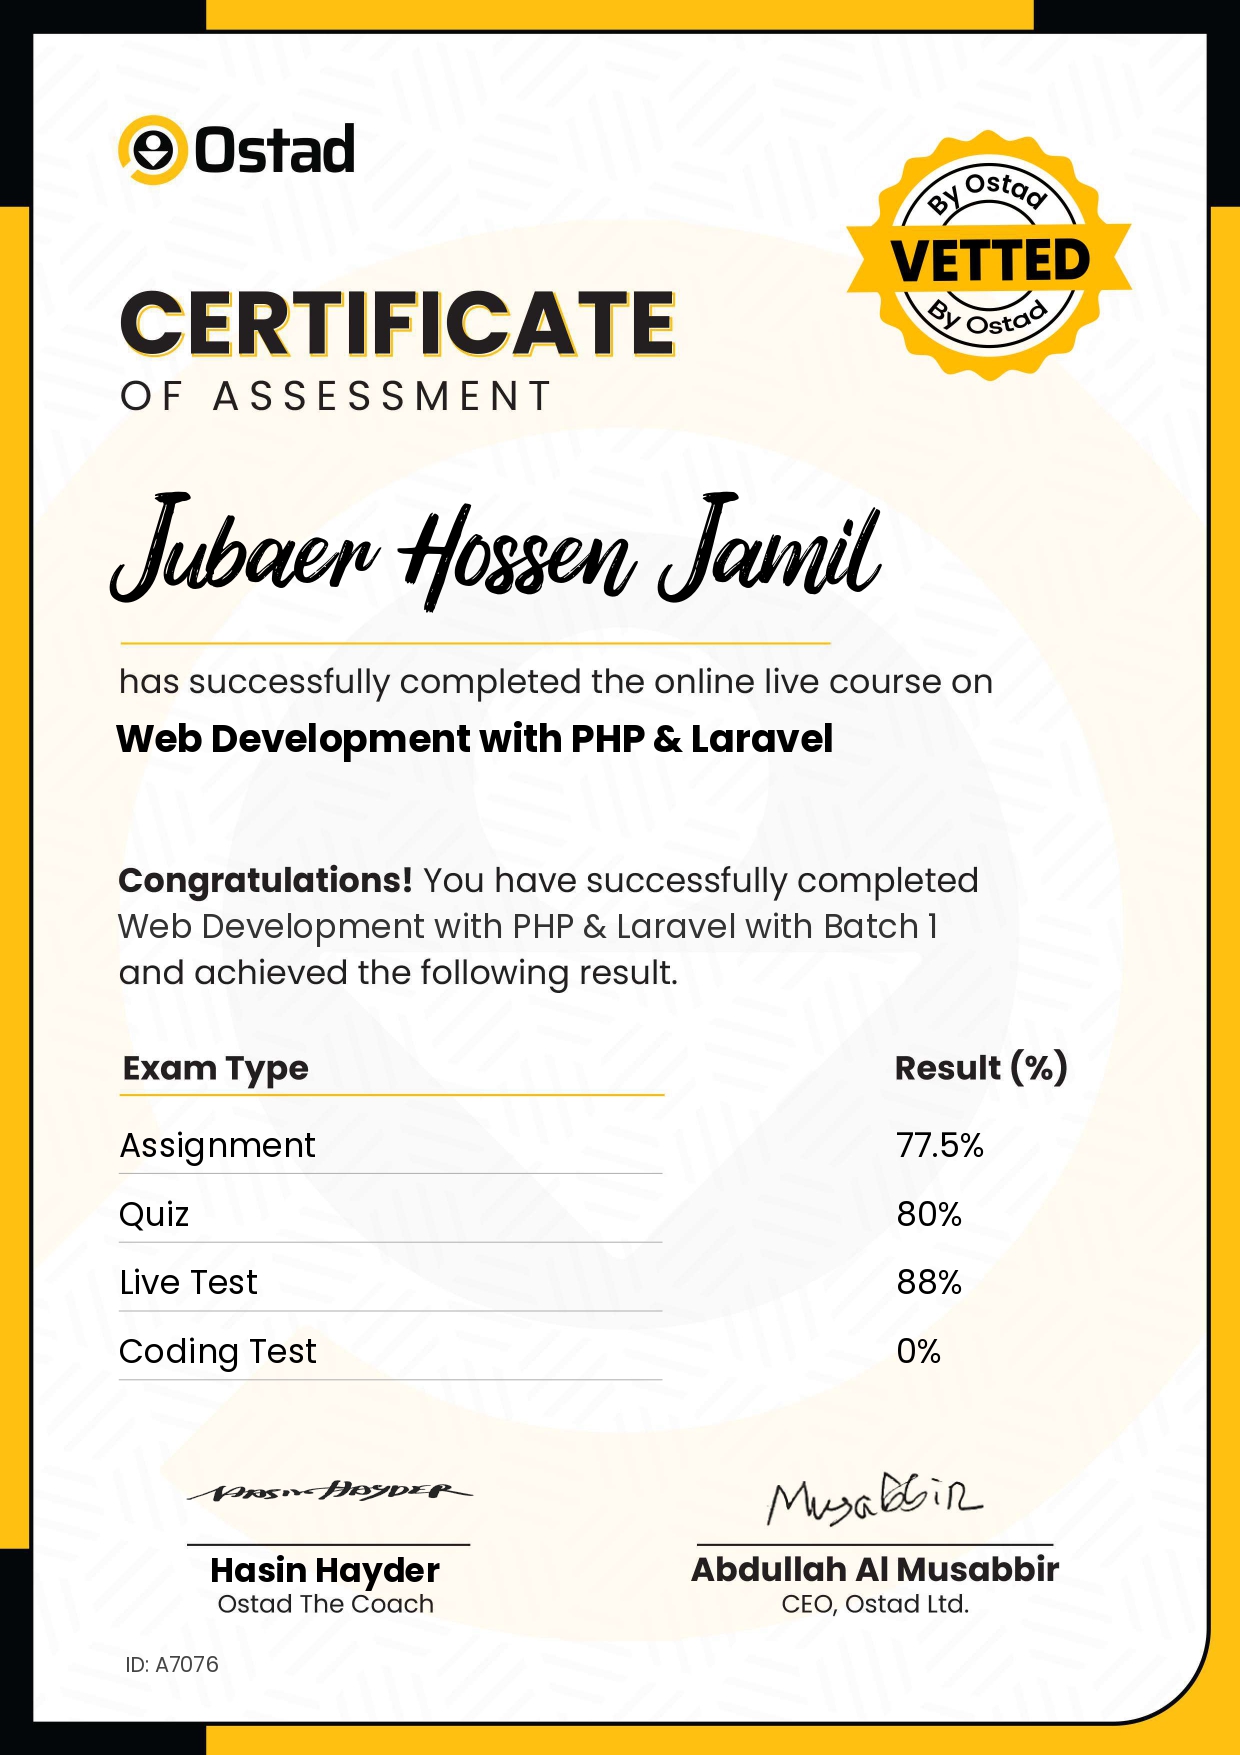 Ostad
By Ostad
VETTED
By Ostad
CERTIFICATE
OF ASSESSMENT
Jubaer Hossen Jamil
has successfully completed the online live course on
Web Development with PHP & Laravel
Congratulations! You have successfully completed
Web Development with PHP & Laravel with Batch 1
and achieved the following result.
Exam Type Result (%)
Assignment 77.5%
Quiz 80%
Live Test 88%
Coding Test 0%
Hasin Hayder Musabbir
Hasin Hayder Abdullah Al Musabbir
Ostad The Coach CEO, Ostad Ltd.
ID: A7076